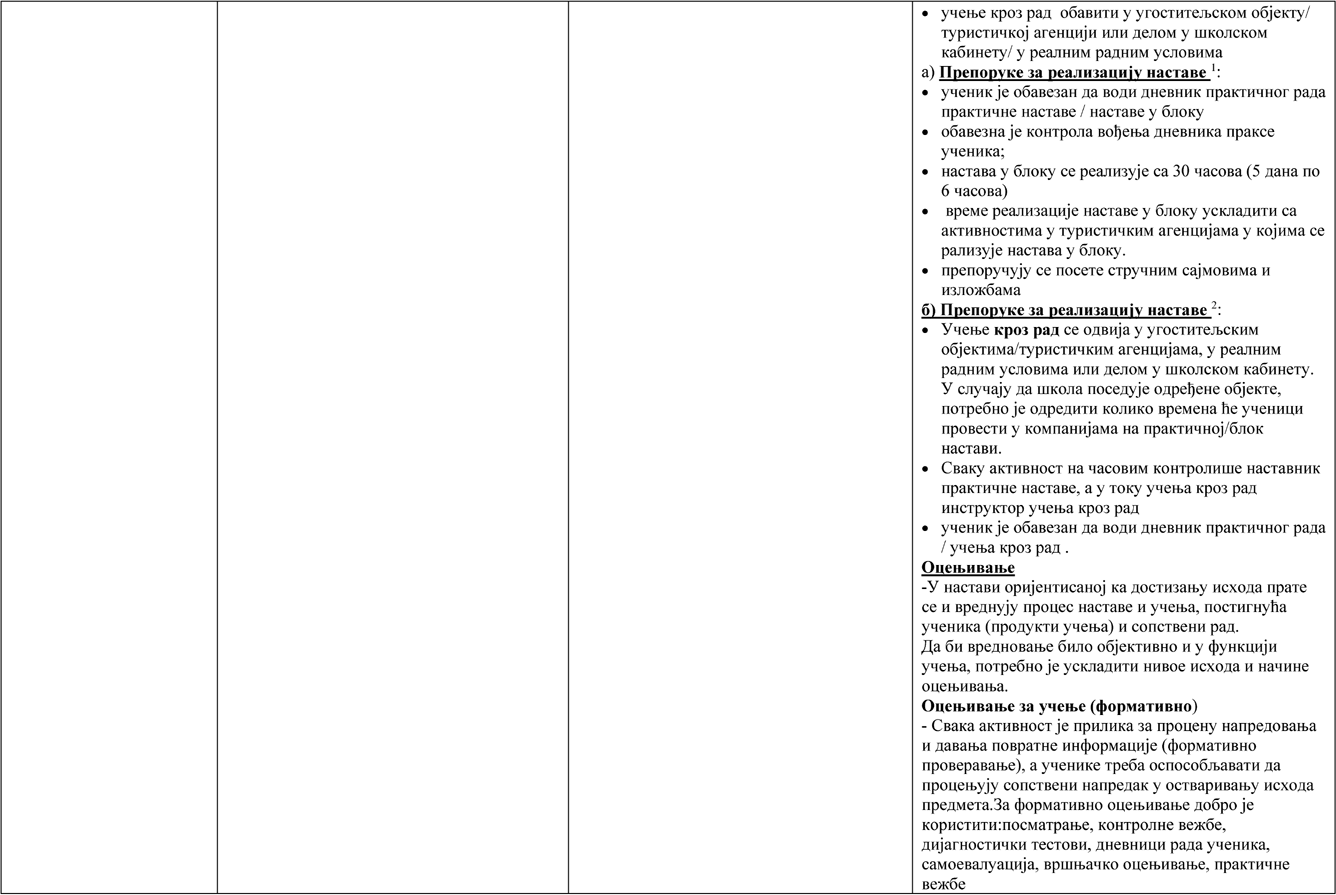 • учење кроз рад  обавити у угоститељском објекту/
туристичкој агенцији или делом у школском
кабинету/ у реалним радним условима
а) Препоруке за реализацију наставе ¹:
• ученик је обавезан да води дневник практичног рада
практичне наставе / наставе у блоку
• обавезна је контрола вођења дневника праксе
ученика;
• настава у блоку се реализује са 30 часова (5 дана по
6 часова)
• време реализације наставе у блоку ускладити са
активностима у туристичким агенцијама у којима се
рализује настава у блоку.
• препоручују се посете стручним сајмовима и
изложбама
б) Препоруке за реализацију наставе ²:
• Учење кроз рад се одвија у угоститељским
објектима/туристичким агенцијама, у реалним
радним условима или делом у школском кабинету.
У случају да школа поседује одређене објекте,
потребно је одредити колико времена ће ученици
провести у компанијама на практичној/блок
настави.
• Сваку активност на часовим контролише наставник
практичне наставе, а у току учења кроз рад
инструктор учења кроз рад
• ученик је обавезан да води дневник практичног рада
/ учења кроз рад .
Оцењивање
-У настави оријентисаној ка достизању исхода прате
се и вреднују процес наставе и учења, постигнућа
ученика (продукти учења) и сопствени рад.
Да би вредновање било објективно и у функцији
учења, потребно је ускладити нивое исхода и начине
оцењивања.
Оцењивање за учење (формативно)
- Свака активност је прилика за процену напредовања
и давања повратне информације (формативно
проверавање), а ученике треба оспособљавати да
процењују сопствени напредак у остваривању исхода
предмета.За формативно оцењивање добро је
користити:посматрање, контролне вежбе,
дијагностички тестови, дневници рада ученика,
самоевалуација, вршњачко оцењивање, практичне
вежбе